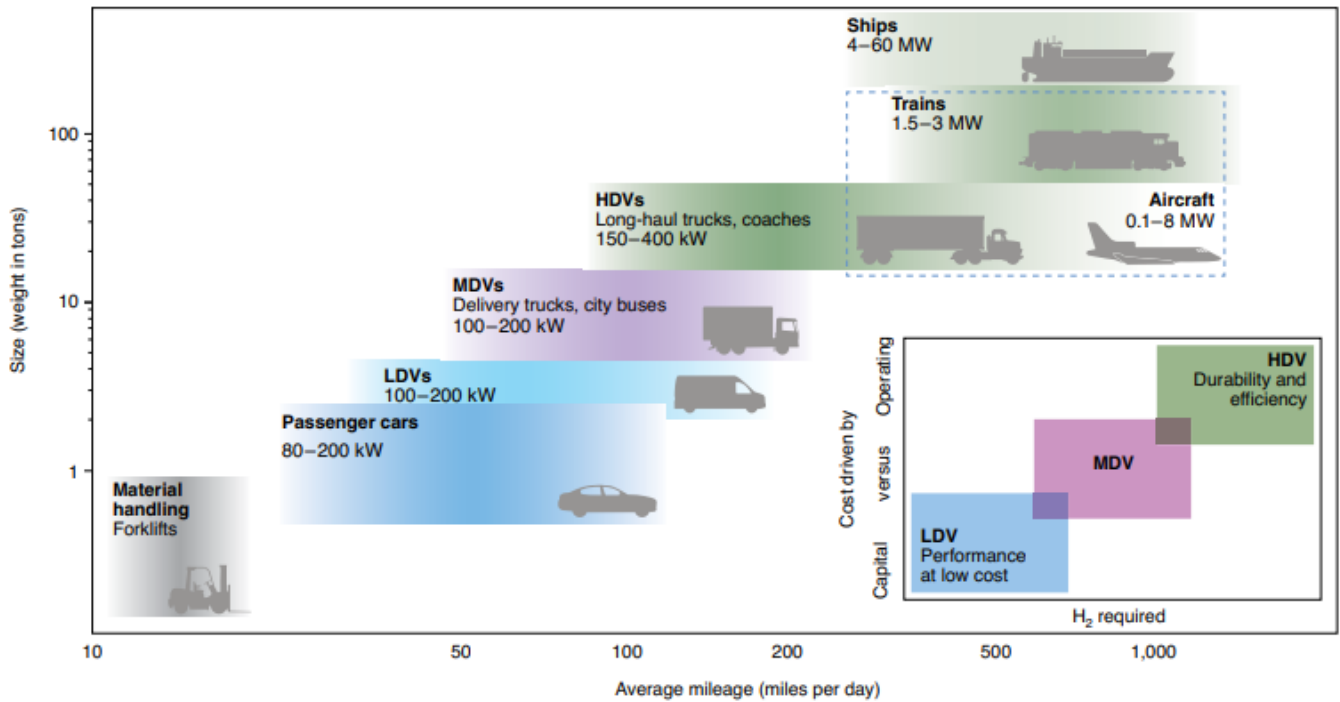 Ships
4–60 MW
Trains
1.5–3 MW
100
HDVs
Long-haul trucks, coaches
150–400 kW
Aircraft
0.1–8 MW
MDVs
Delivery trucks, city buses
100–200 kW
10
LDVs
100–200 kW
Passenger cars
80–200 kW
1
Material
handling
Forklifts
Size (weight in tons)
10
50
100
200
500
1,000
Average mileage (miles per day)
HDV
Durability and
efficiency
MDV
LDV
Performance
at low cost
Cost driven by
Capital versus Operating
H₂ required